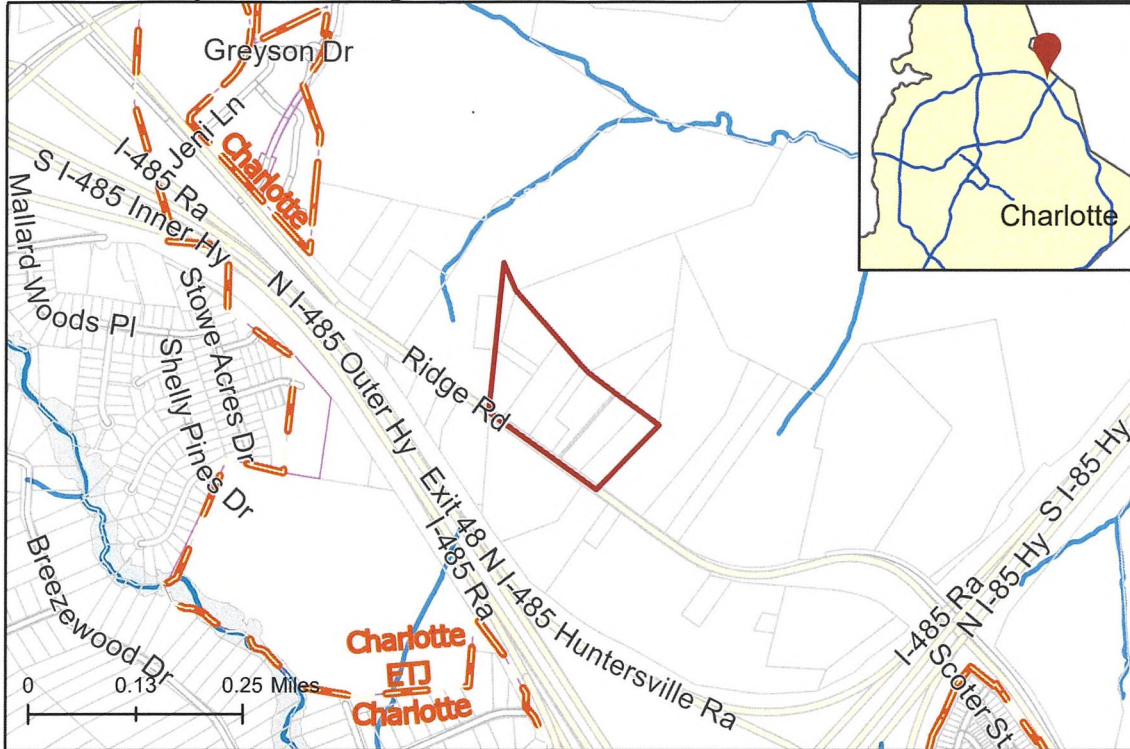 Greyson Dr
Jeni Ln
Charlotte
I-485 Ra
S I-485 Inner Hy
Mallard Woods Pl
Stowe Acres Dr
Shelly Pines Dr
N I-485 Outer Hy
Ridge Rd
Exit 48 N I-485 Huntersville Ra
I-485 Ra
Breezewood Dr
S I-85 Hy
N I-85 Hy
I-485 Ra
Scoter St
Charlotte
ETJ
Charlotte
0 0.13 0.25 Miles
Charlotte